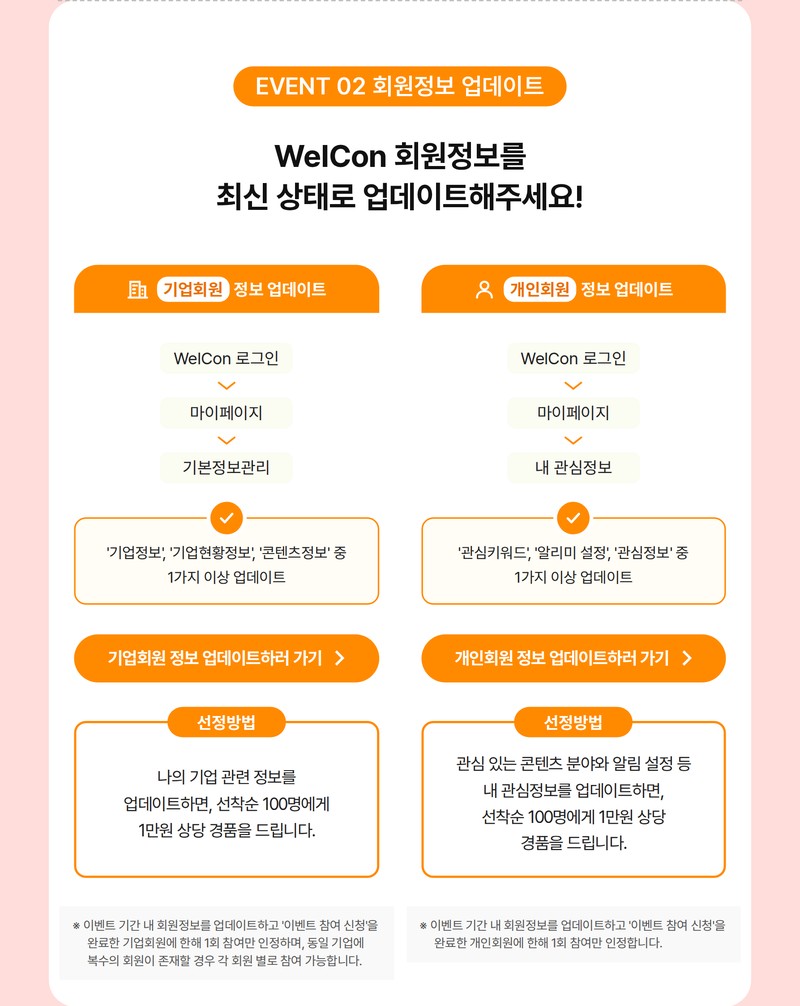 EVENT 02 회원정보 업데이트
WelCon 회원정보를
최신 상태로 업데이트해주세요!
기업회원 정보 업데이트
WelCon 로그인
마이페이지
기본정보관리
'기업정보', '기업현황정보', '콘텐츠정보' 중
1가지 이상 업데이트
기업회원 정보 업데이트하러 가기
선정방법
나의 기업 관련 정보를
업데이트하면, 선착순 100명에게
1만원 상당 경품을 드립니다.
※ 이벤트 기간 내 회원정보를 업데이트하고 '이벤트 참여 신청'을
완료한 기업회원에 한해 1회 참여만 인정하며, 동일 기업에
복수의 회원이 존재할 경우 각 회원 별로 참여 가능합니다.
개인회원 정보 업데이트
WelCon 로그인
마이페이지
내 관심정보
'관심키워드', '알리미 설정', '관심정보' 중
1가지 이상 업데이트
개인회원 정보 업데이트하러 가기
선정방법
관심 있는 콘텐츠 분야와 알림 설정 등
내 관심정보를 업데이트하면,
선착순 100명에게 1만원 상당
경품을 드립니다.
※ 이벤트 기간 내 회원정보를 업데이트하고 '이벤트 참여 신청'을
완료한 개인회원에 한해 1회 참여만 인정합니다.